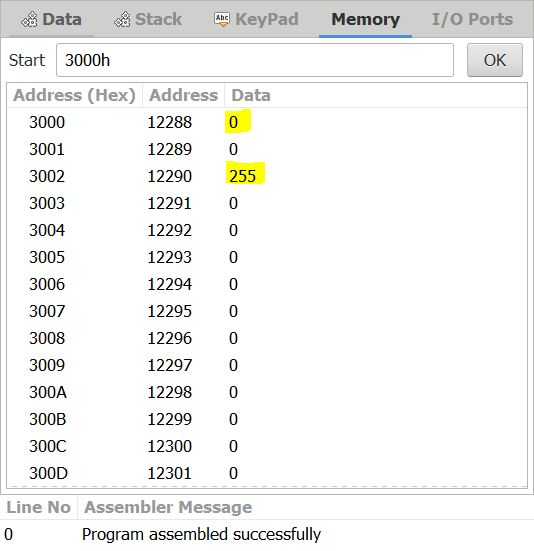 Data Stack Abc KeyPad Memory I/O Ports
Start 3000h OK
Address (Hex) Address Data
3000 12288 0
3001 12289 0
3002 12290 255
3003 12291 0
3004 12292 0
3005 12293 0
3006 12294 0
3007 12295 0
3008 12296 0
3009 12297 0
300A 12298 0
300B 12299 0
300C 12300 0
300D 12301 0
Line No Assembler Message
0 Program assembled successfully